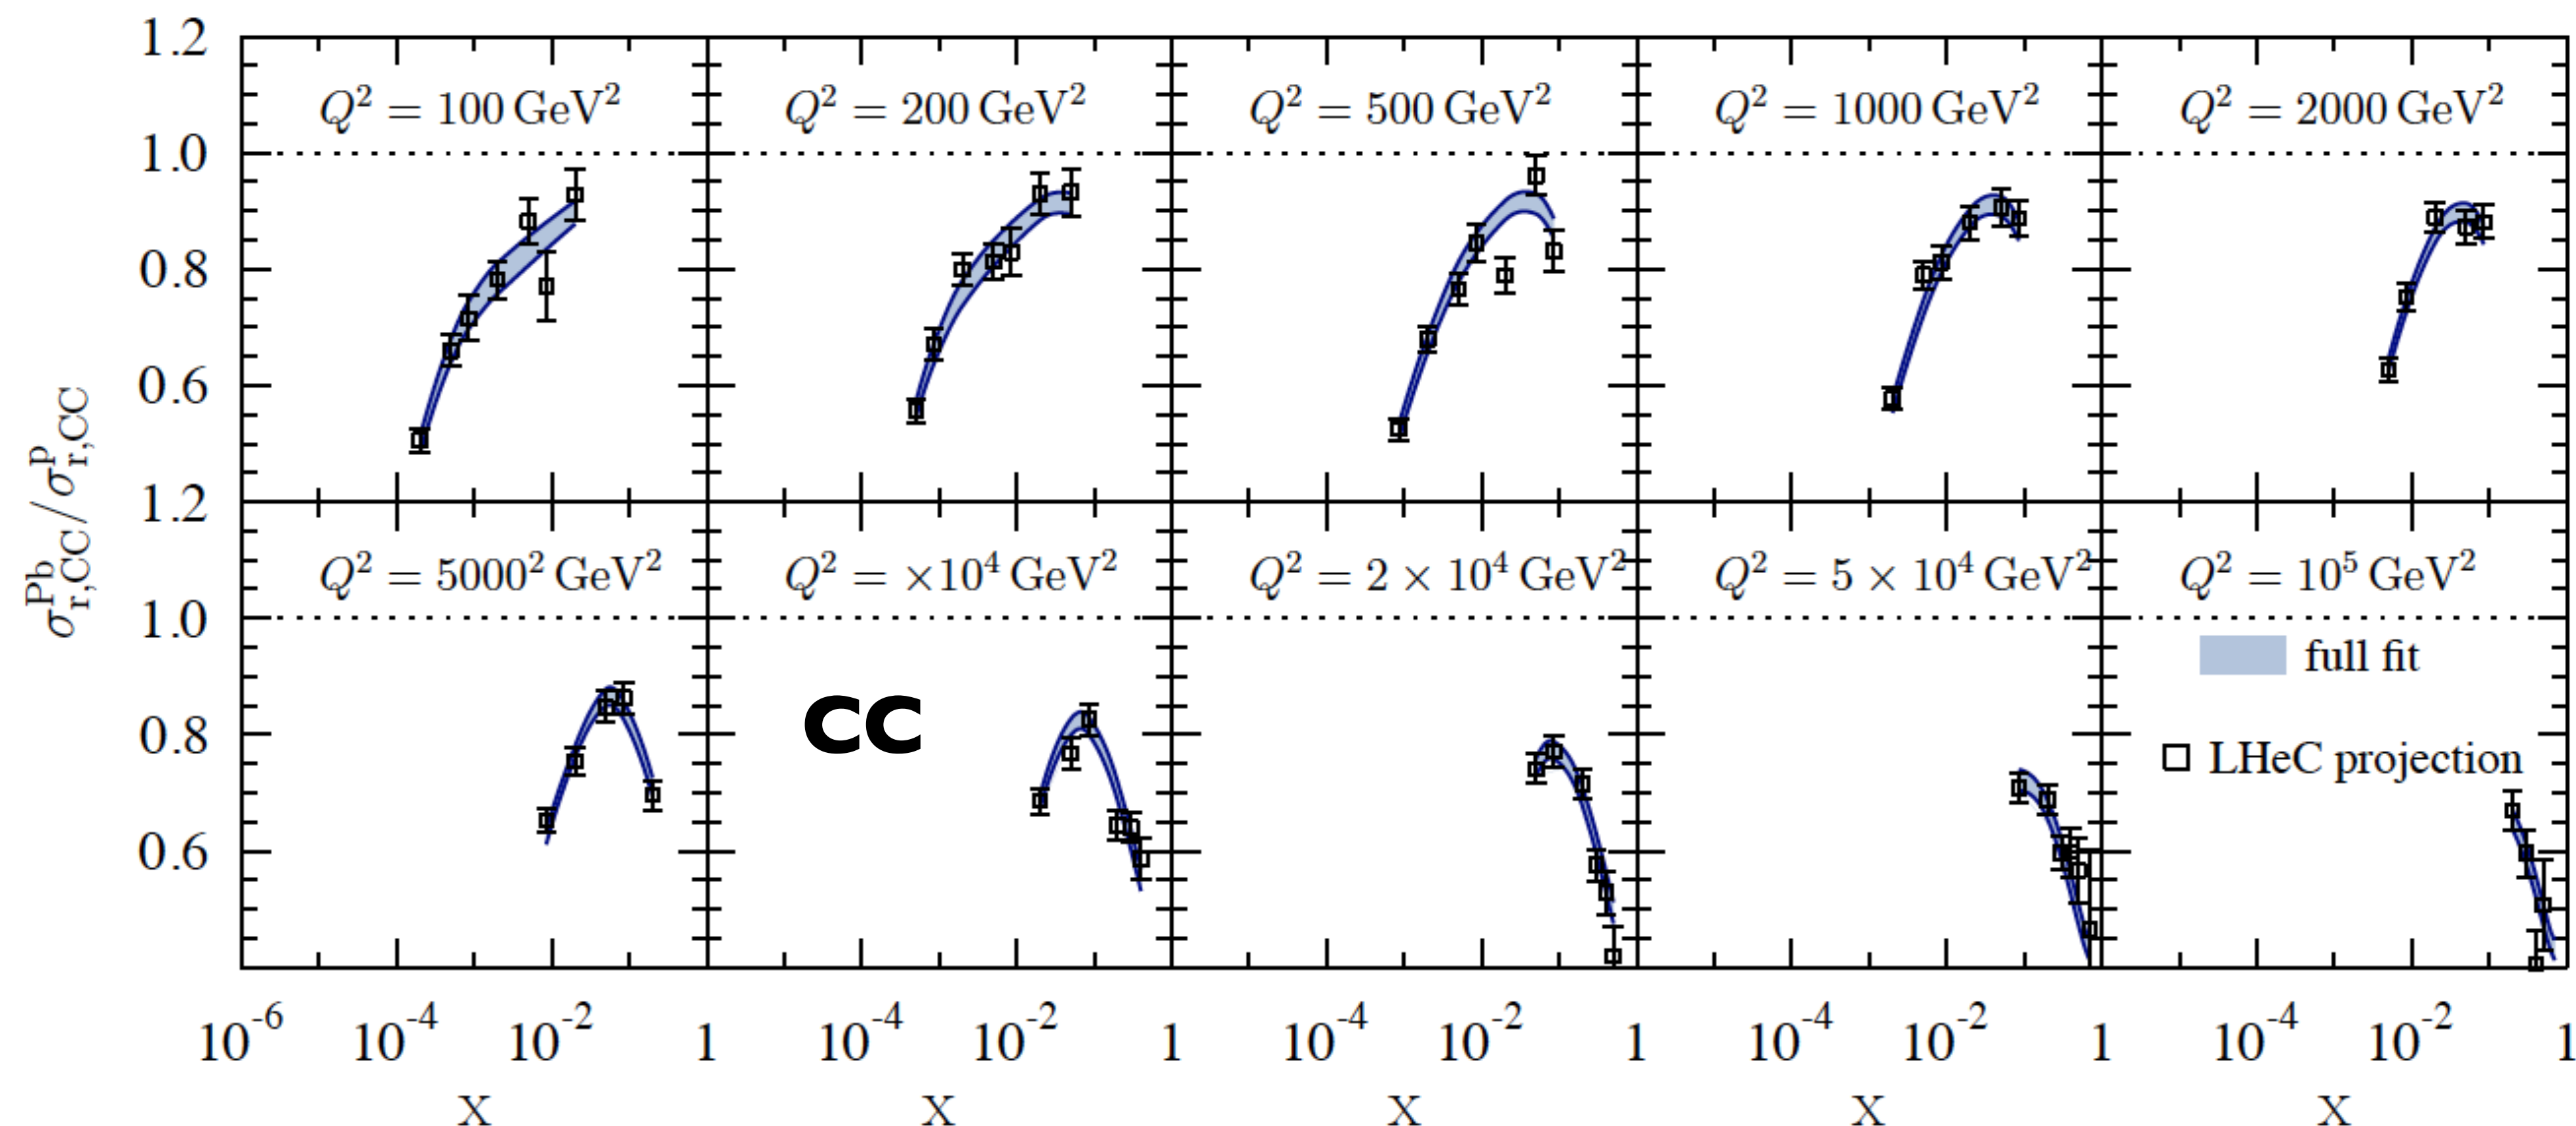 1.2
Q² = 100 GeV² Q² = 200 GeV² Q² = 500 GeV² Q² = 1000 GeV² Q² = 2000 GeV²
1.0
0.8
0.6
σ^Pb_r,CC/σ^p_r,CC
1.2
Q² = 5000² GeV² Q² = ×10⁴ GeV² Q² = 2 × 10⁴ GeV² Q² = 5 × 10⁴ GeV² Q² = 10⁵ GeV²
1.0
full fit
0.8 CC LHeC projection
0.6
10⁻⁶ 10⁻⁴ 10⁻² 1 10⁻⁴ 10⁻² 1 10⁻⁴ 10⁻² 1 10⁻⁴ 10⁻² 1 10⁻⁴ 10⁻² 1
X X X X X